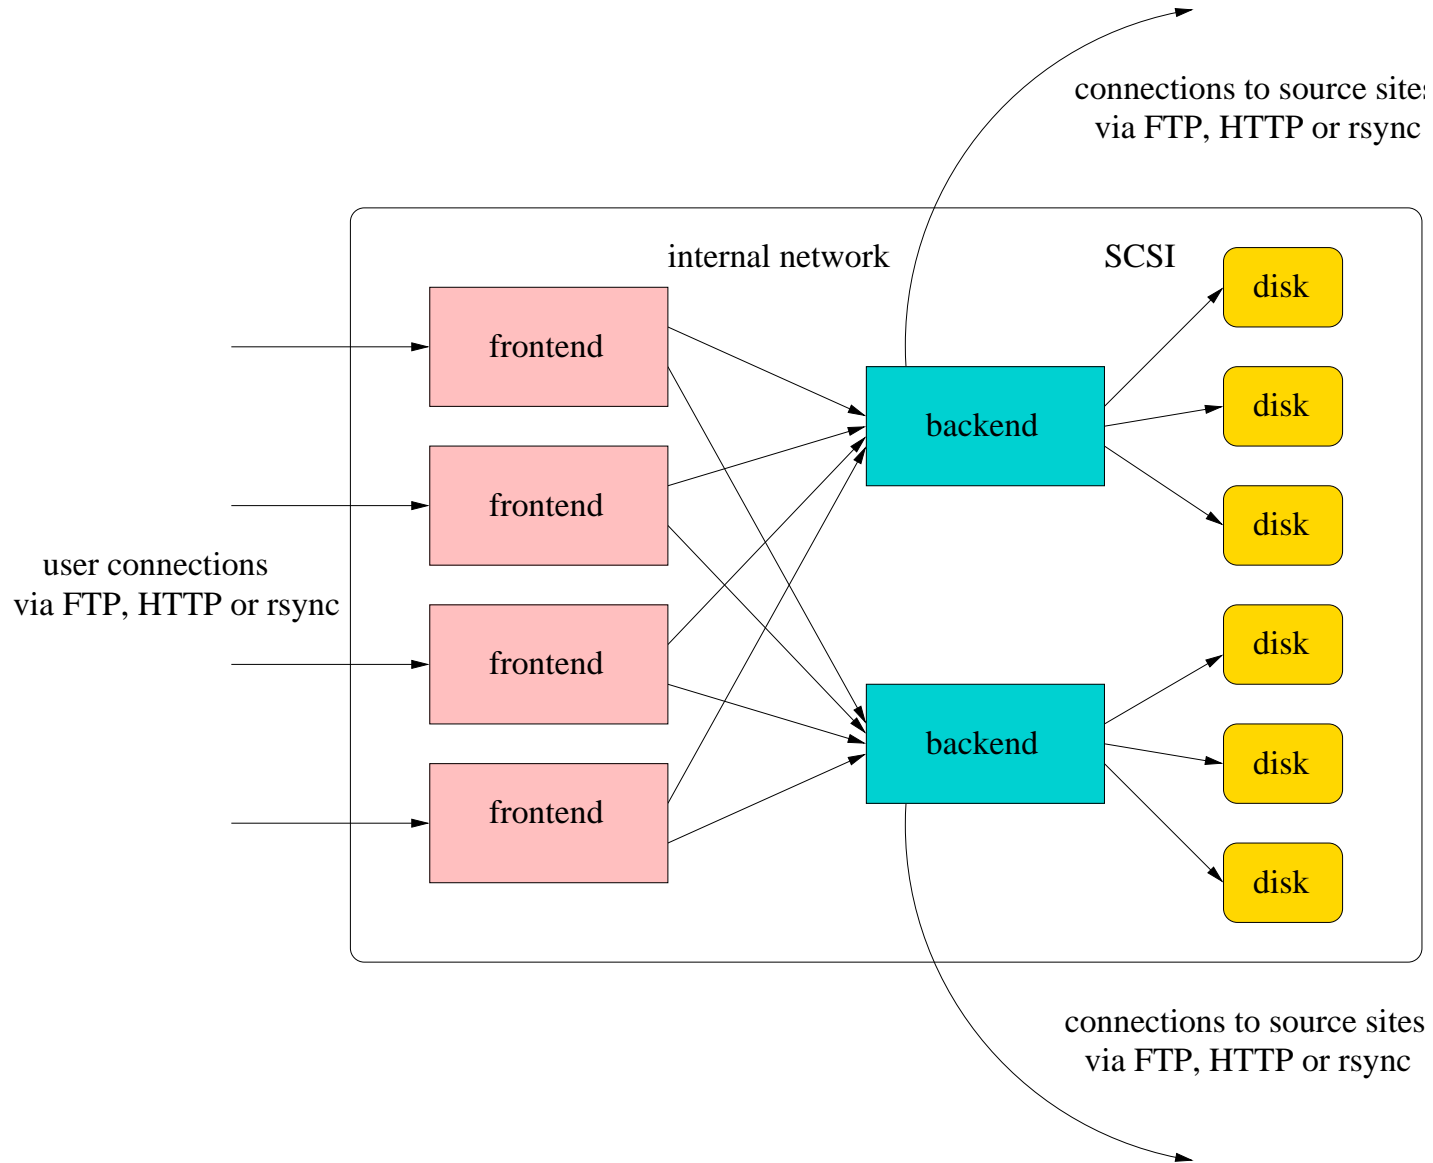 connections to source sites
via FTP, HTTP or rsync
internal network
SCSI
disk
frontend
disk
backend
frontend
disk
user connections
via FTP, HTTP or rsync
frontend
disk
backend
disk
frontend
disk
connections to source sites
via FTP, HTTP or rsync